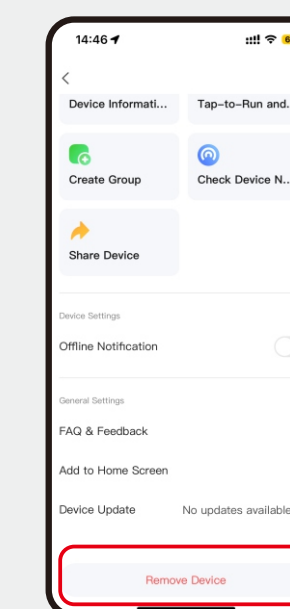 14:46
Device Informati... Tap-to-Run and..
Create Group Check Device N...
Share Device
Device Settings
Offline Notification
General Settings
FAQ & Feedback
Add to Home Screen
Device Update No updates available
Remove Device